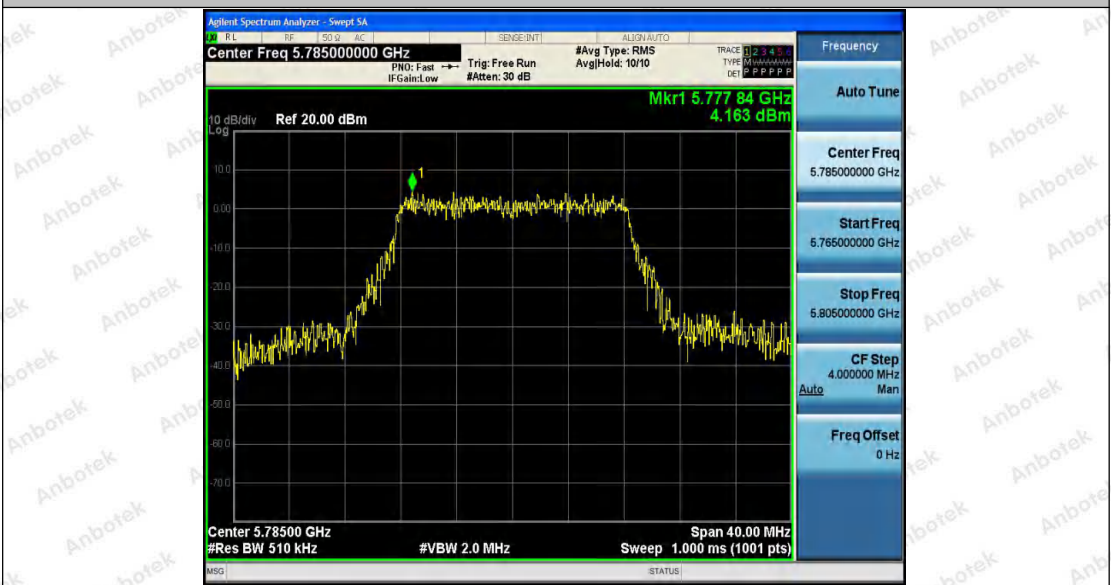 Agilent Spectrum Analyzer - Swept SA
RL RF 50 Ω AC SENSE:INT ALIGN AUTO
Center Freq 5.785000000 GHz
PNO: Fast
IFGain:Low
Trig: Free Run
#Atten: 30 dB
#Avg Type: RMS
Avg|Hold: 10/10
TRACE 1 2 3 4 5 6
TYPE M
DET P P P P P P
Mkr1 5.777 84 GHz
4.163 dBm
10 dB/div Ref 20.00 dBm
Log
10.0
0.00
-10.0
-20.0
-30.0
-40.0
-50.0
-60.0
-70.0
1
Center 5.78500 GHz
#Res BW 510 kHz
#VBW 2.0 MHz
Span 40.00 MHz
Sweep 1.000 ms (1001 pts)
MSG
STATUS
Frequency
Auto Tune
Center Freq
5.785000000 GHz
Start Freq
5.765000000 GHz
Stop Freq
5.805000000 GHz
CF Step
4.000000 MHz
Auto Man
Freq Offset
0 Hz
Anbotek